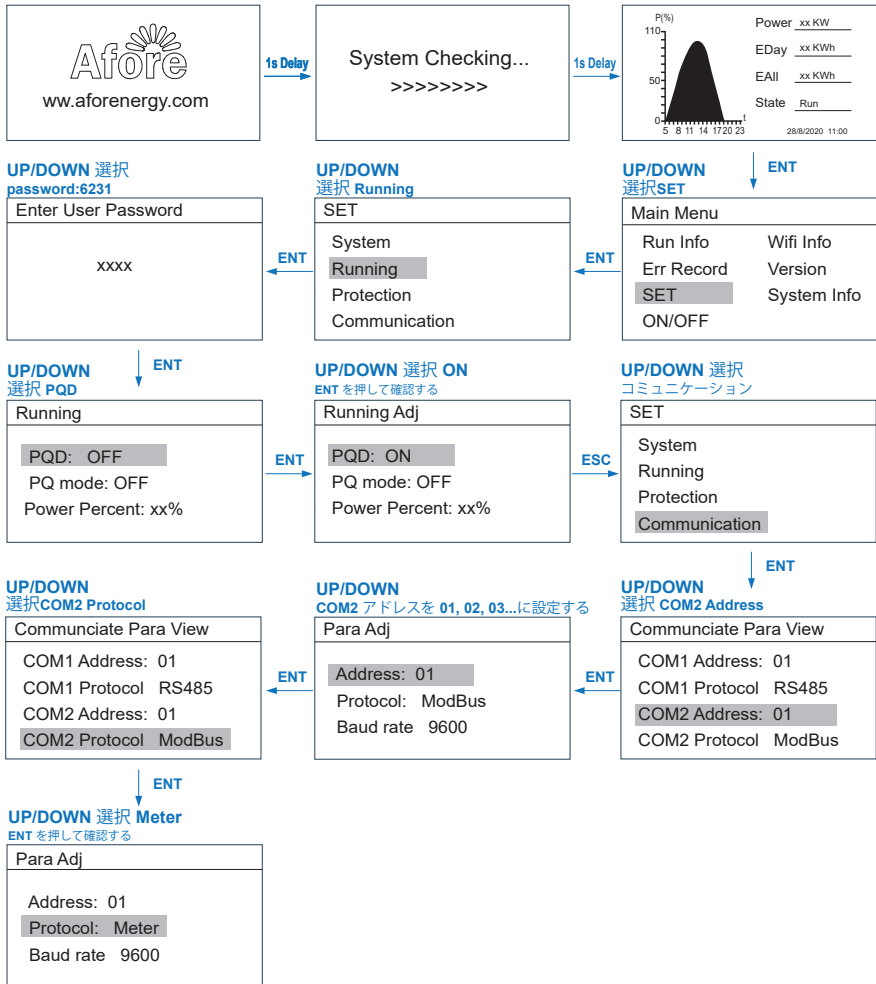 Afore
ww.aforenergy.com
1s Delay
System Checking...
>>>>>>>>
1s Delay
P(%)
110
50
0
5 8 11 14 17 20 23
t
Power xx KW
EDay xx KWh
EAll xx KWh
State Run
28/8/2020 11:00
ENT
UP/DOWN
選択SET
Main Menu
Run Info Wifi Info
Err Record Version
SET System Info
ON/OFF
ENT
UP/DOWN
選択 Running
SET
System
Running
Protection
Communication
ENT
UP/DOWN 選択
password:6231
Enter User Password
xxxx
ENT
UP/DOWN
選択 PQD
Running
PQD: OFF
PQ mode: OFF
Power Percent: xx%
ENT
UP/DOWN 選択 ON
ENT を押して確認する
Running Adj
PQD: ON
PQ mode: OFF
Power Percent: xx%
ESC
UP/DOWN 選択
コミュニケーション
SET
System
Running
Protection
Communication
ENT
UP/DOWN
選択 COM2 Address
Communciate Para View
COM1 Address: 01
COM1 Protocol RS485
COM2 Address: 01
COM2 Protocol ModBus
ENT
UP/DOWN
COM2 アドレスを 01, 02, 03...に設定する
Para Adj
Address: 01
Protocol: ModBus
Baud rate 9600
ENT
UP/DOWN
選択COM2 Protocol
Communciate Para View
COM1 Address: 01
COM1 Protocol RS485
COM2 Address: 01
COM2 Protocol ModBus
ENT
UP/DOWN 選択 Meter
ENT を押して確認する
Para Adj
Address: 01
Protocol: Meter
Baud rate 9600